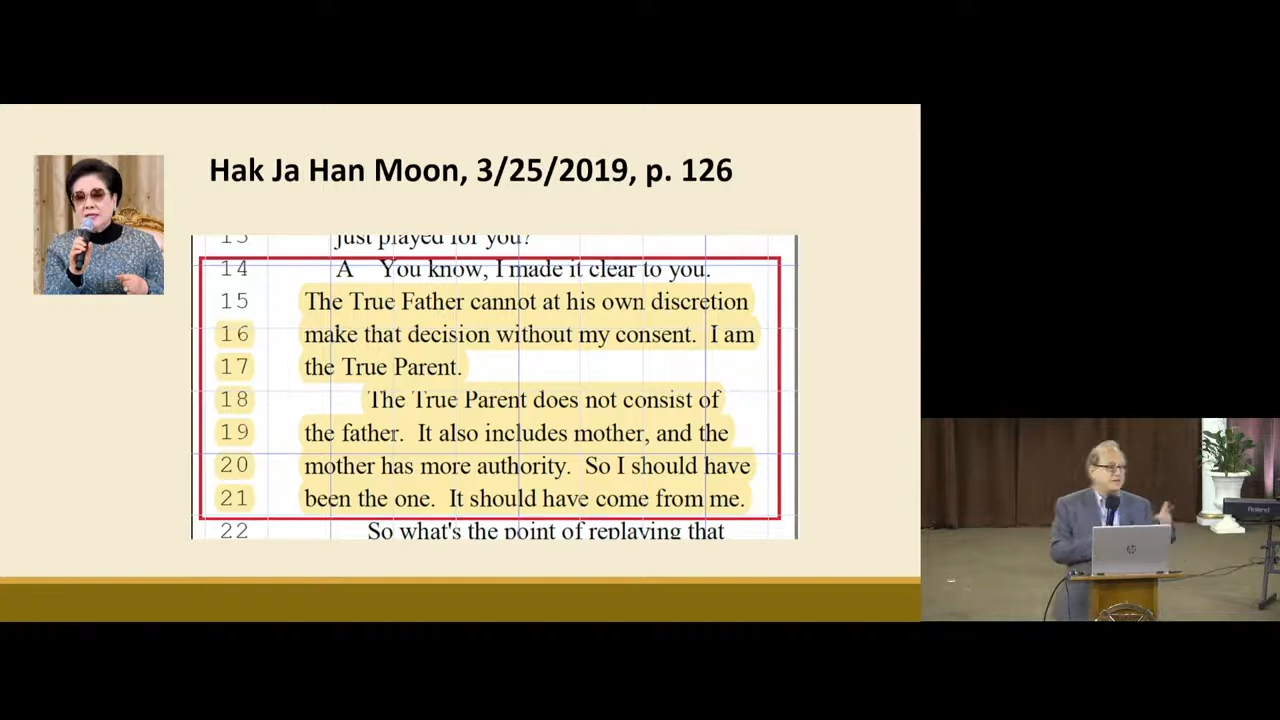 Hak Ja Han Moon, 3/25/2019, p. 126
13 just played for you?
14 A You know, I made it clear to you.
15 The True Father cannot at his own discretion
16 make that decision without my consent. I am
17 the True Parent.
18 The True Parent does not consist of
19 the father. It also includes mother, and the
20 mother has more authority. So I should have
21 been the one. It should have come from me.
22 So what's the point of replaying that
Roland
hp